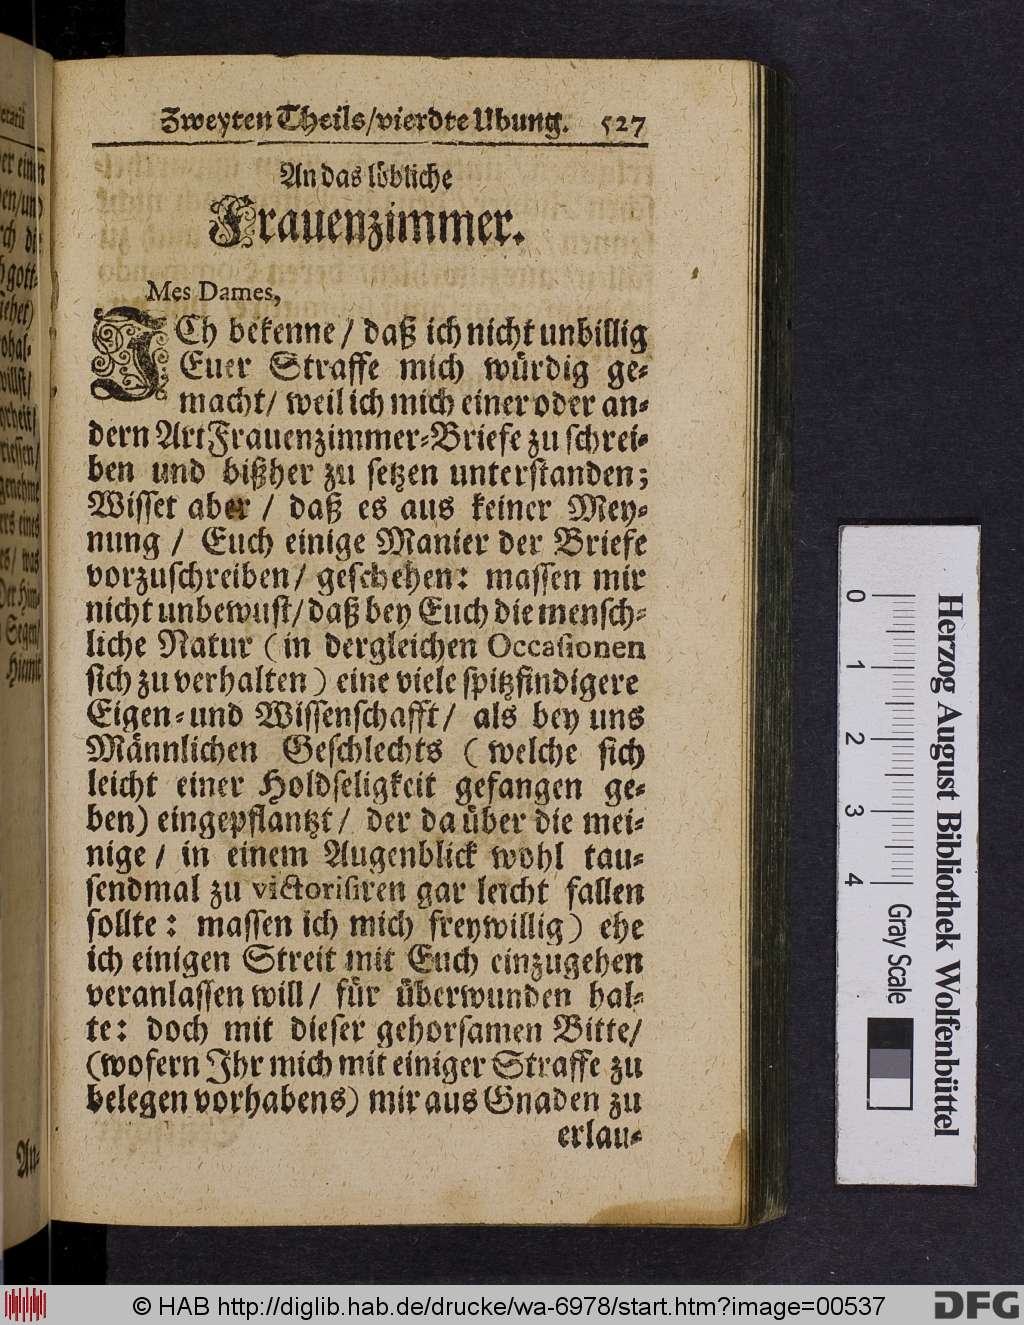 Zweyten Theils/vierdte Ubung. 527
An das löbliche
Frauenzimmer.
Mes Dames,
ICh bekenne / daß ich nicht unbillig
Euer Straffe mich würdig ge-
macht/ weil ich mich einer oder an-
dern Art Frauenzimmer-Briefe zu schrei-
ben und bißher zu setzen unterstanden;
Wisset aber / daß es aus keiner Mey-
nung / Euch einige Manier der Briefe
vorzuschreiben/ geschehen: massen mir
nicht unbewust/ daß bey Euch die mensch-
liche Natur (in dergleichen Occasionen
sich zu verhalten) eine viele spitzfindigere
Eigen- und Wissenschafft/ als bey uns
Männlichen Geschlechts (welche sich
leicht einer Holdseligkeit gefangen ge-
ben) eingepflantzt/ der da über die mei-
nige/ in einem Augenblick wohl tau-
sendmal zu victorisiren gar leicht fallen
sollte: massen ich mich freywillig) ehe
ich einigen Streit mit Euch einzugehen
veranlassen will/ für überwunden hal-
te: doch mit dieser gehorsamen Bitte/
(wofern Ihr mich mit einiger Straffe zu
belegen vorhabens) mir aus Gnaden zu
erlau-
Herzog August Bibliothek Wolfenbüttel
0 1 2 3 4 Gray Scale
© HAB http://diglib.hab.de/drucke/wa-6978/start.htm?image=00537
DFG